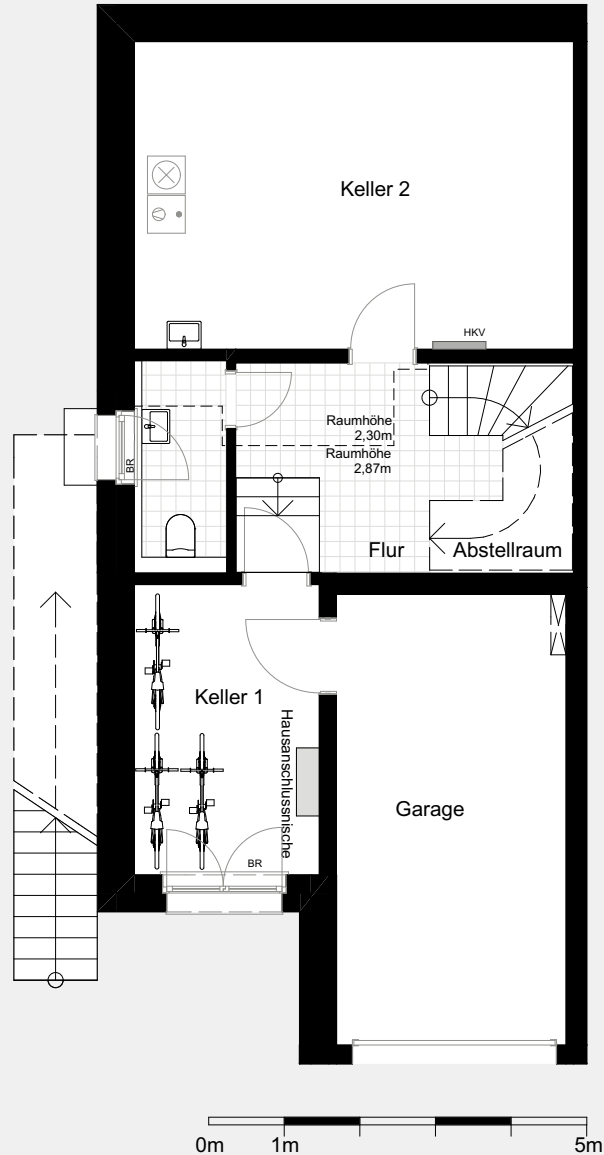 Keller 2
HKV
Raumhöhe
2,30m
Raumhöhe
2,87m
BR
Flur
Abstellraum
Keller 1
Hausanschlussnische
Garage
BR
0m
1m
5m